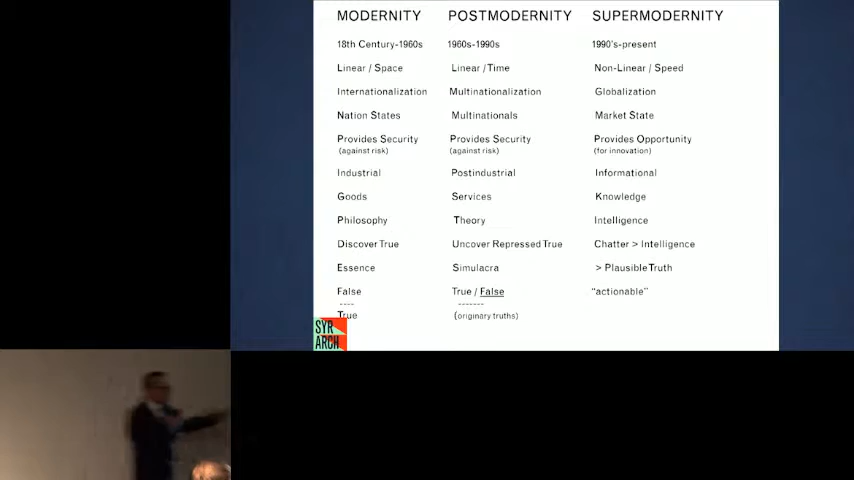 MODERNITY POSTMODERNITY SUPERMODERNITY
18th Century-1960s 1960s-1990s 1990's-present
Linear / Space Linear / Time Non-Linear / Speed
Internationalization Multinationalization Globalization
Nation States Multinationals Market State
Provides Security Provides Security Provides Opportunity
(against risk) (against risk) (for innovation)
Industrial Postindustrial Informational
Goods Services Knowledge
Philosophy Theory Intelligence
Discover True Uncover Repressed True Chatter > Intelligence
Essence Simulacra > Plausible Truth
False True / False "actionable"
---- -------
True (originary truths)
SYR
ARCH